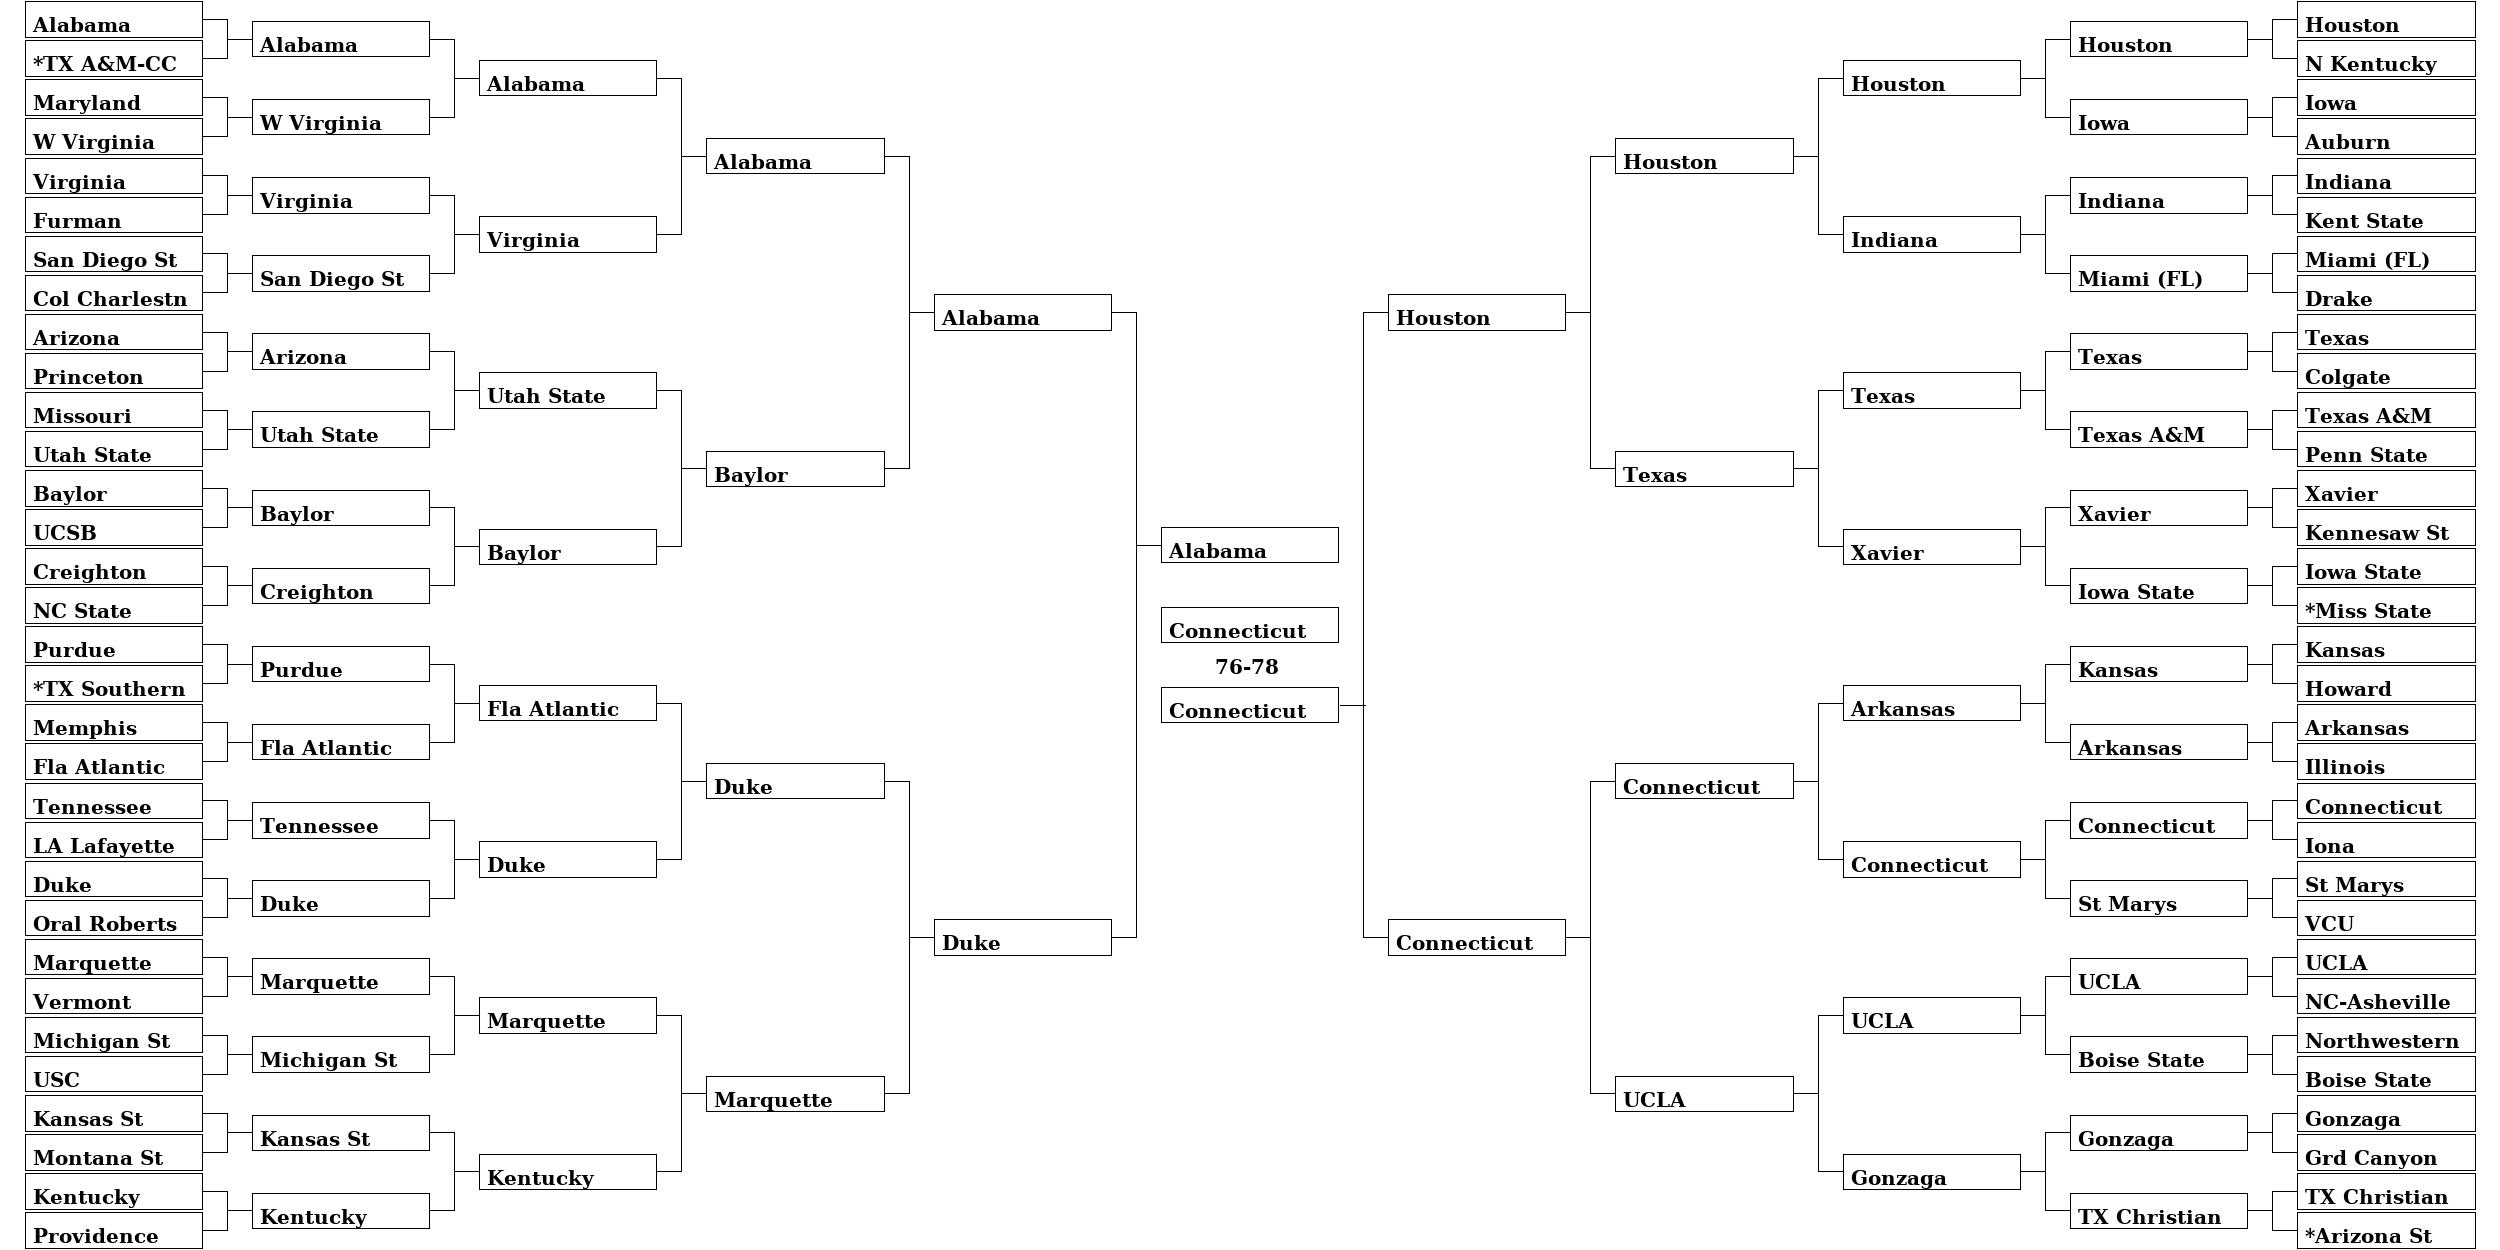 Alabama
*TX A&M-CC
Maryland
W Virginia
Virginia
Furman
San Diego St
Col Charlestn
Arizona
Princeton
Missouri
Utah State
Baylor
UCSB
Creighton
NC State
Purdue
*TX Southern
Memphis
Fla Atlantic
Tennessee
LA Lafayette
Duke
Oral Roberts
Marquette
Vermont
Michigan St
USC
Kansas St
Montana St
Kentucky
Providence
Alabama
W Virginia
Virginia
San Diego St
Arizona
Utah State
Baylor
Creighton
Purdue
Fla Atlantic
Tennessee
Duke
Marquette
Michigan St
Kansas St
Kentucky
Alabama
Virginia
Utah State
Baylor
Fla Atlantic
Duke
Marquette
Kentucky
Alabama
Baylor
Duke
Marquette
Alabama
Duke
Alabama
Connecticut
76-78
Connecticut
Houston
Connecticut
Houston
Texas
Connecticut
UCLA
Houston
Indiana
Texas
Xavier
Arkansas
Connecticut
UCLA
Gonzaga
Houston
Iowa
Indiana
Miami (FL)
Texas
Texas A&M
Xavier
Iowa State
Kansas
Arkansas
Connecticut
St Marys
UCLA
Boise State
Gonzaga
TX Christian
Houston
N Kentucky
Iowa
Auburn
Indiana
Kent State
Miami (FL)
Drake
Texas
Colgate
Texas A&M
Penn State
Xavier
Kennesaw St
Iowa State
*Miss State
Kansas
Howard
Arkansas
Illinois
Connecticut
Iona
St Marys
VCU
UCLA
NC-Asheville
Northwestern
Boise State
Gonzaga
Grd Canyon
TX Christian
*Arizona St